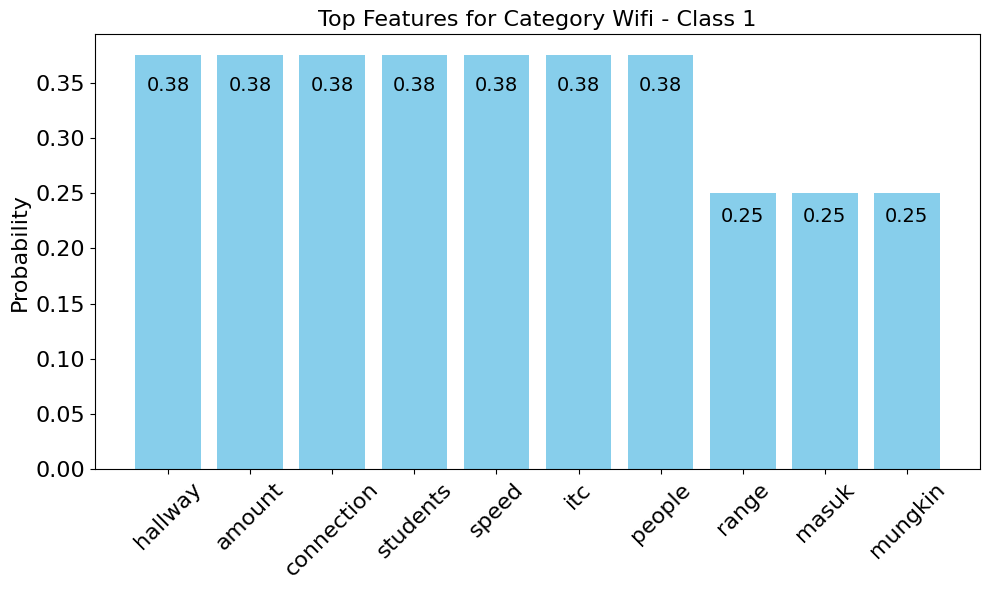 Top Features for Category Wifi - Class 1
Probability
0.35
0.30
0.25
0.20
0.15
0.10
0.05
0.00
0.38 0.38 0.38 0.38 0.38 0.38 0.38 0.25 0.25 0.25
hallway amount connection students speed itc people range masuk mungkin